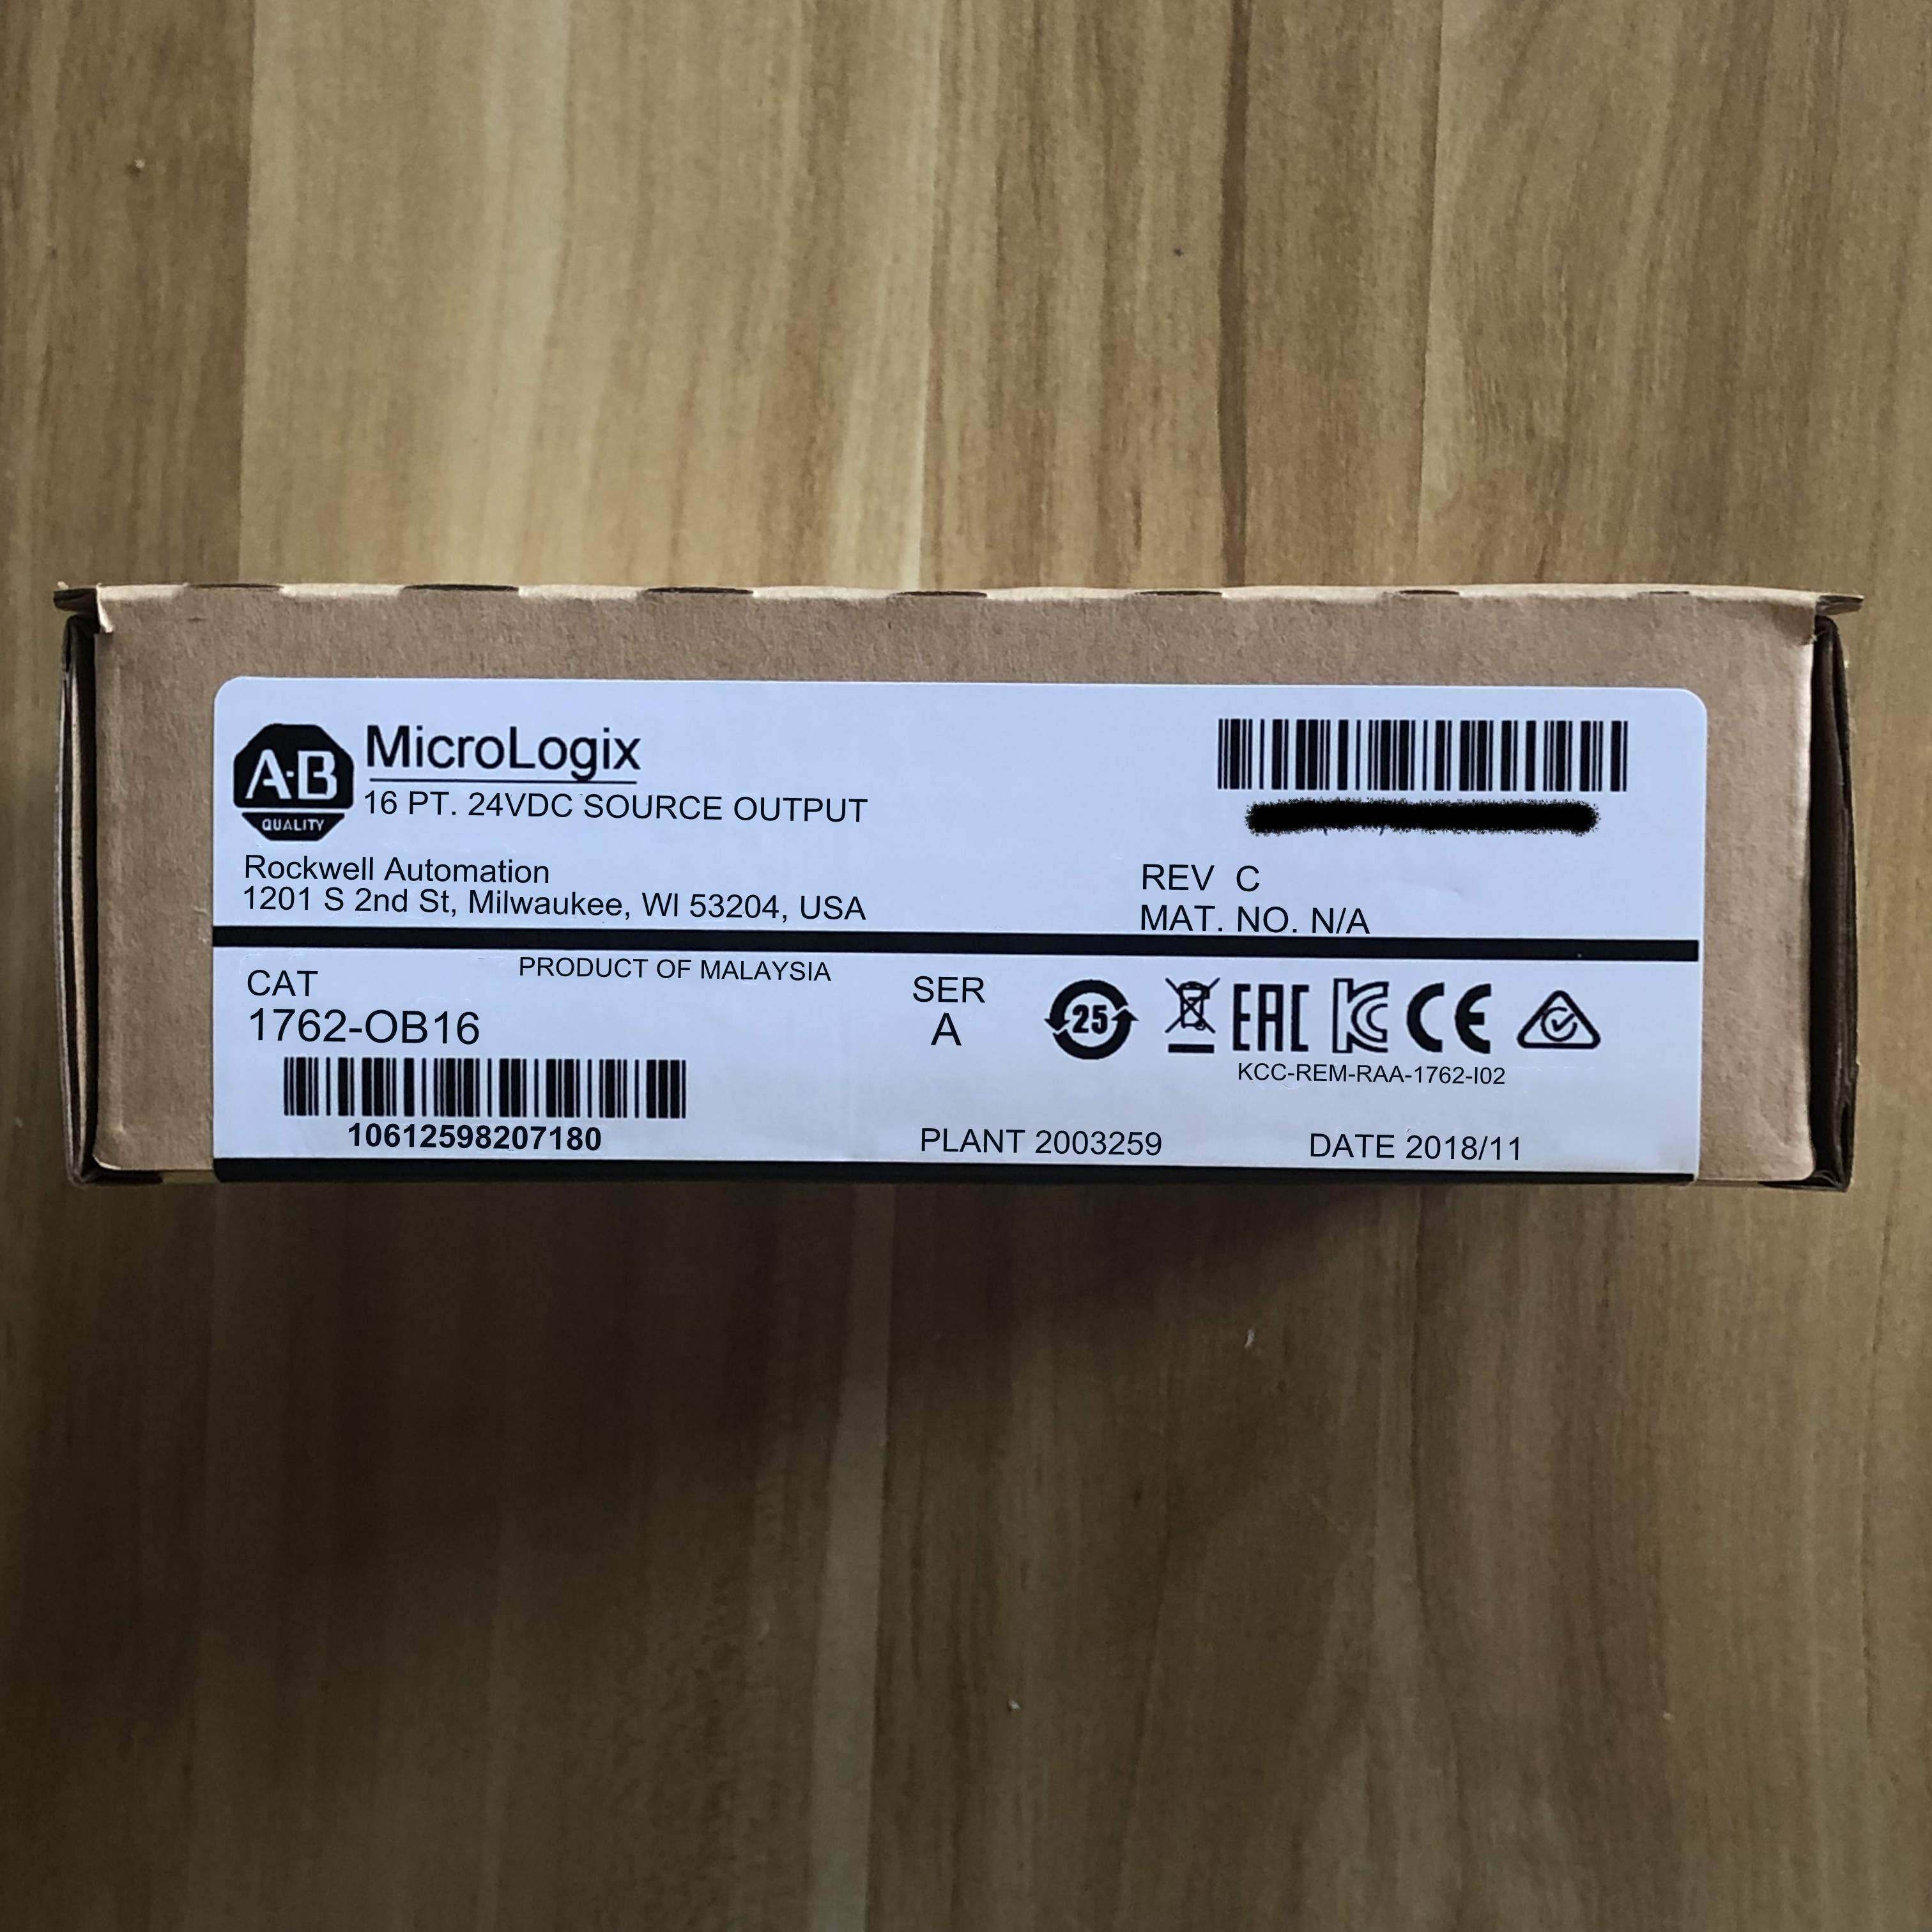 A·B
QUALITY
MicroLogix
16 PT. 24VDC SOURCE OUTPUT
Rockwell Automation
1201 S 2nd St, Milwaukee, WI 53204, USA
REV C
MAT. NO. N/A
PRODUCT OF MALAYSIA
CAT
1762-OB16
10612598207180
SER
A
25
EAC
KC
CE
KCC-REM-RAA-1762-I02
PLANT 2003259
DATE 2018/11